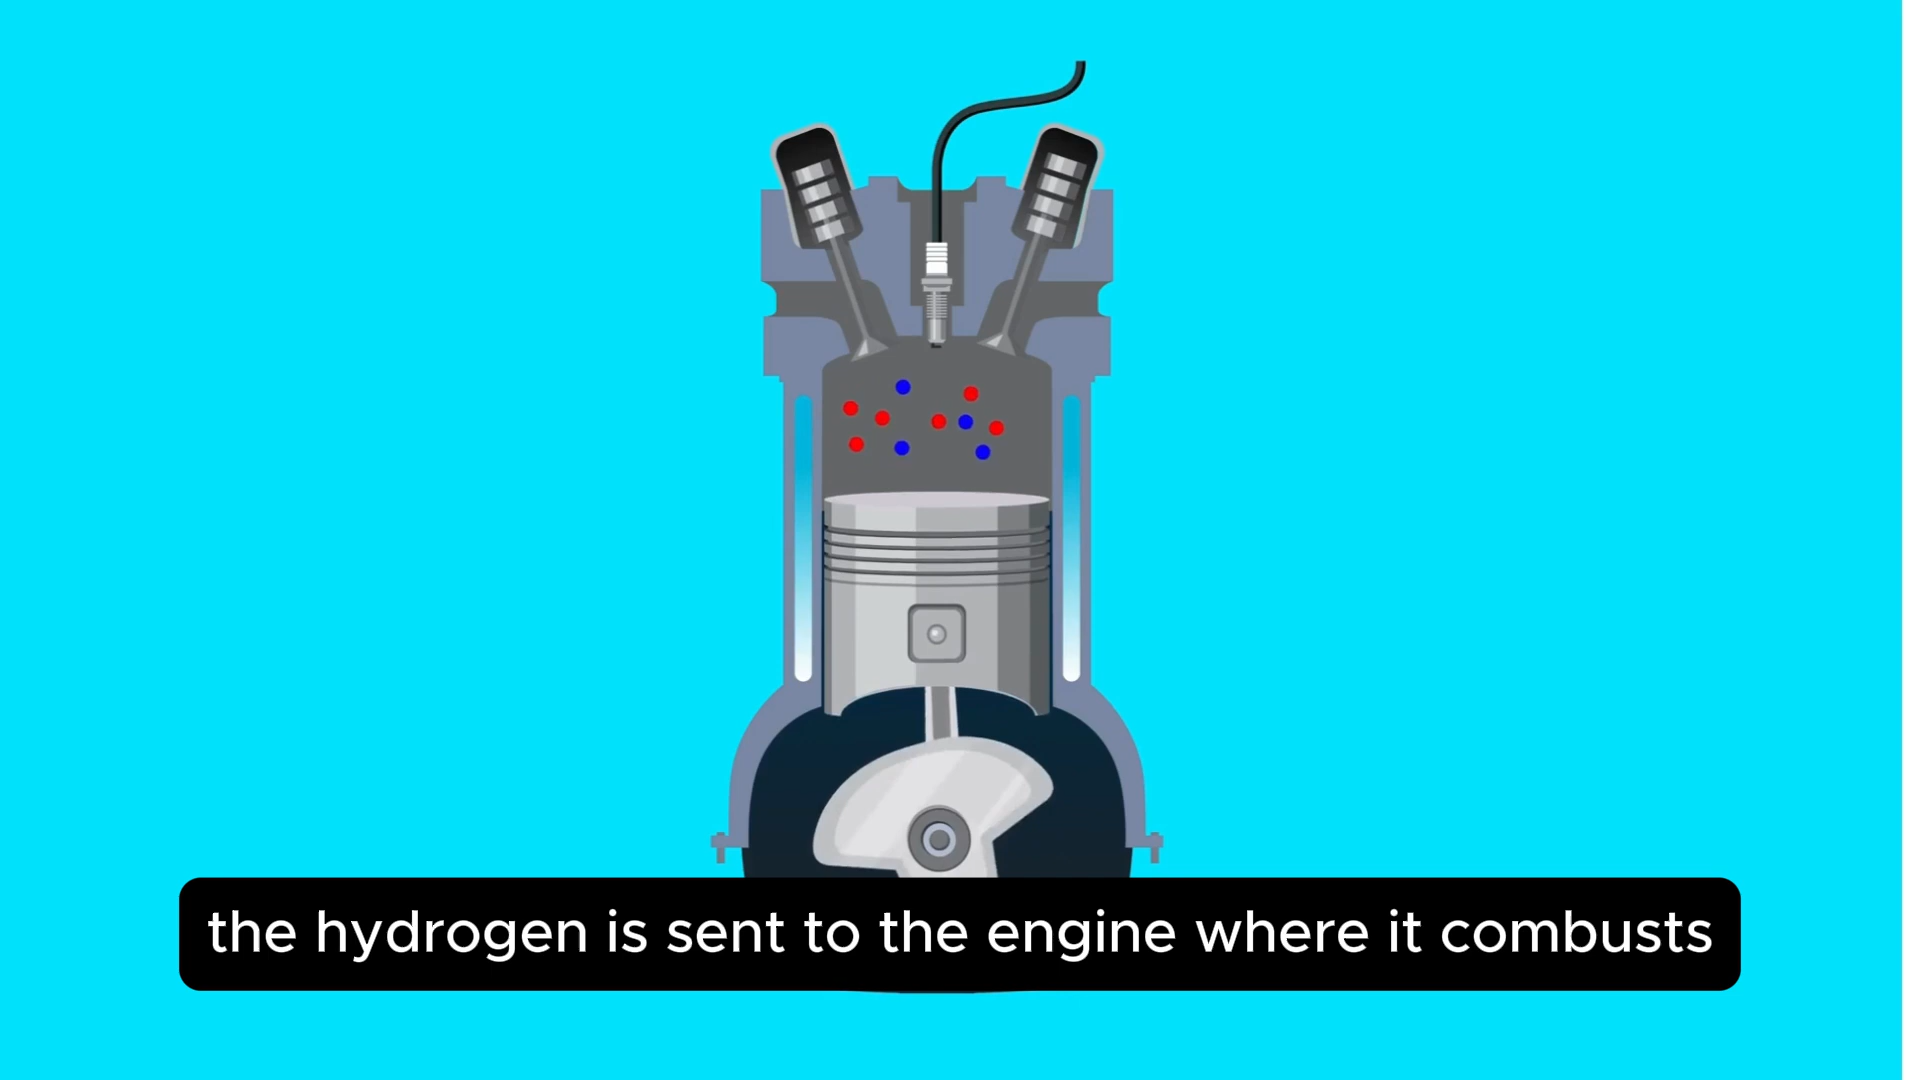 the hydrogen is sent to the engine where it combusts